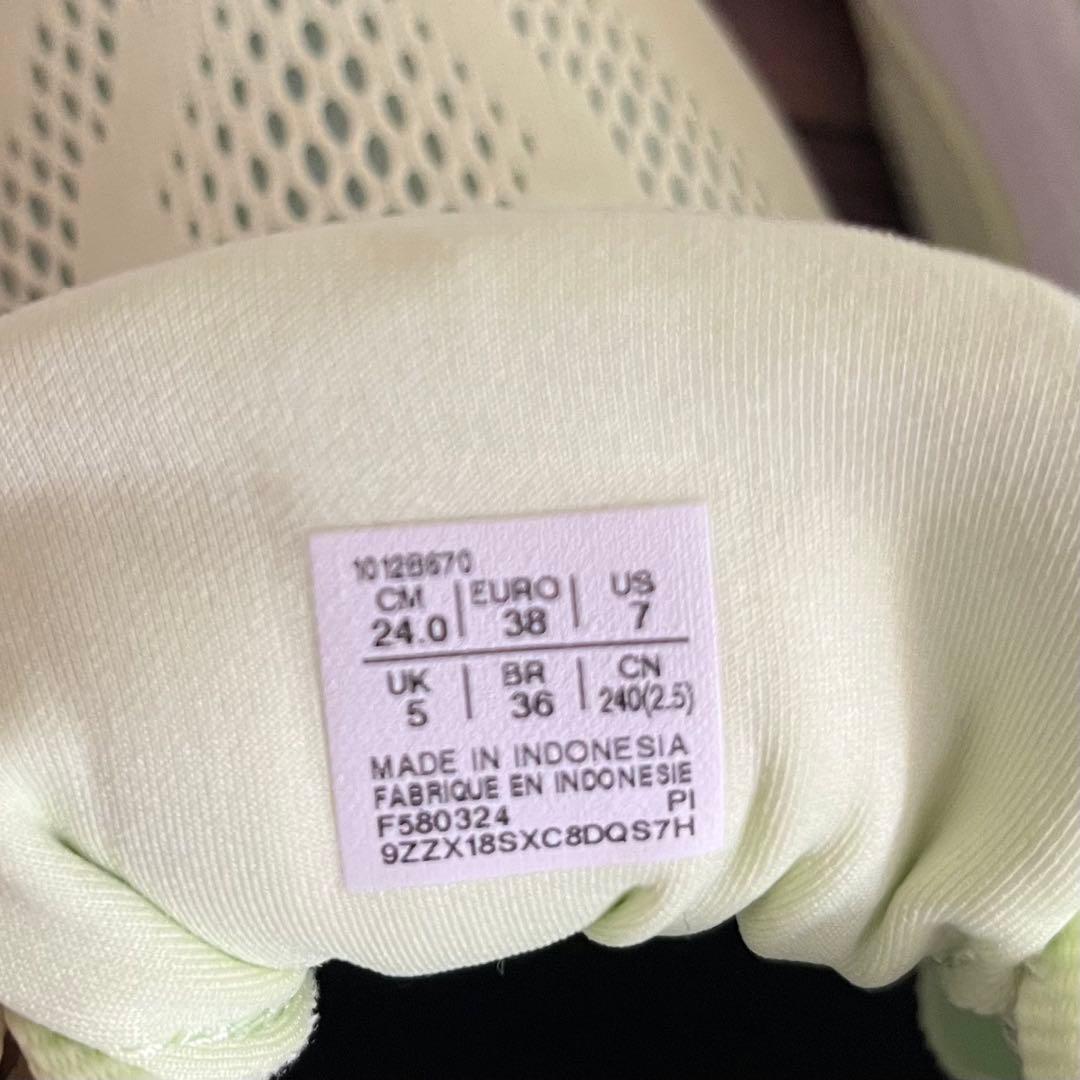 1012B670
CM | EURO | US
24.0 | 38 | 7
UK | BR | CN
5 | 36 | 240(2.5)
MADE IN INDONESIA
FABRIQUE EN INDONESIE
F580324 PI
9ZZX18SXC8DQS7H